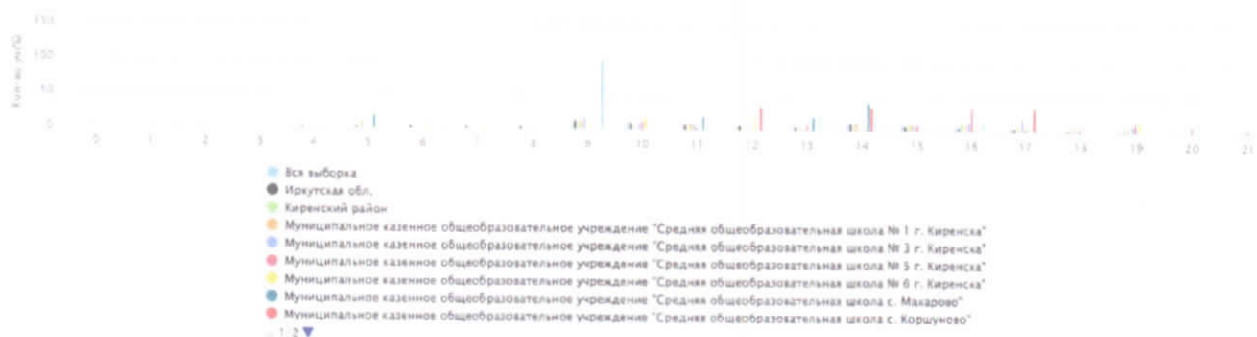 150
Кол-во уч(%)
100
50
0
0 1 2 3 4 5 6 7 8 9 10 11 12 13 14 15 16 17 18 19 20 21
Вся выборка
Иркутская обл.
Киренский район
Муниципальное казенное общеобразовательное учреждение "Средняя общеобразовательная школа № 1 г. Киренска"
Муниципальное казенное общеобразовательное учреждение "Средняя общеобразовательная школа № 3 г. Киренска"
Муниципальное казенное общеобразовательное учреждение "Средняя общеобразовательная школа № 5 г. Киренска"
Муниципальное казенное общеобразовательное учреждение "Средняя общеобразовательная школа № 6 г. Киренска"
Муниципальное казенное общеобразовательное учреждение "Средняя общеобразовательная школа с. Макарово"
Муниципальное казенное общеобразовательное учреждение "Средняя общеобразовательная школа с. Коршуново"
1/2